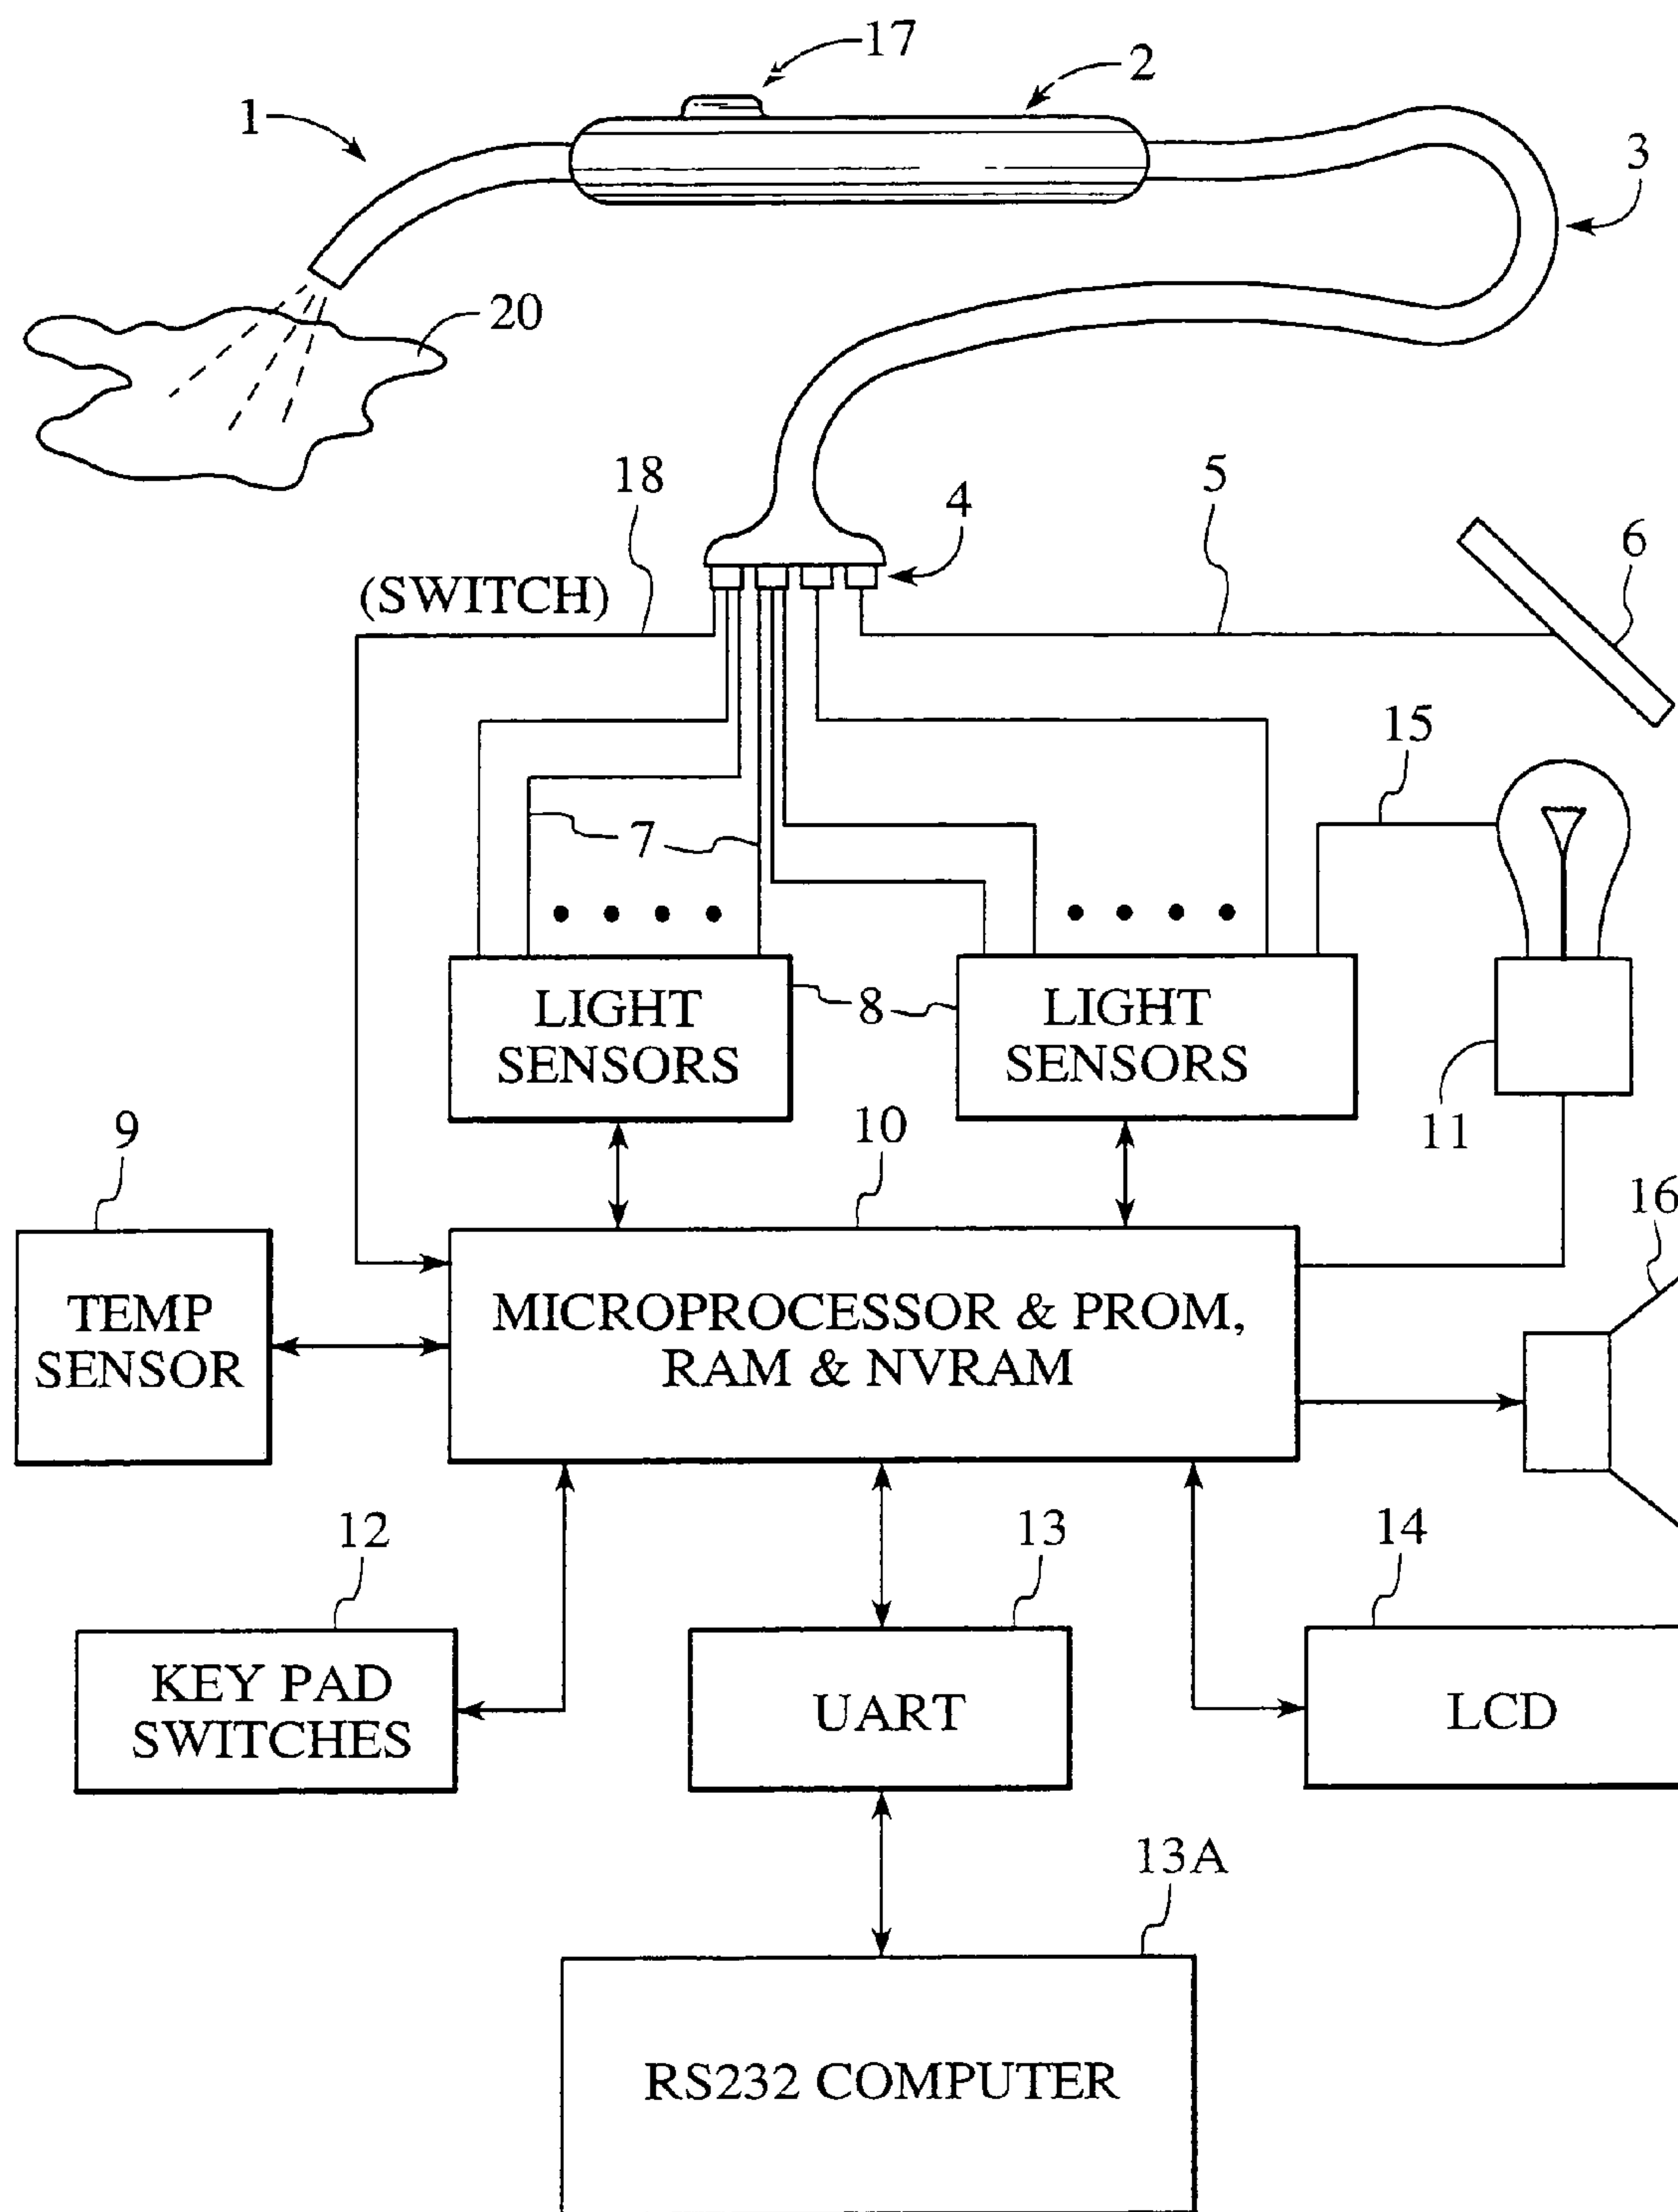 17
2
1
3
20
18
5
4
6
(SWITCH)
15
7
8
LIGHT
SENSORS
LIGHT
SENSORS
11
9
10
16
TEMP
SENSOR
MICROPROCESSOR & PROM,
RAM & NVRAM
12
13
14
KEY PAD
SWITCHES
UART
LCD
13A
RS232 COMPUTER